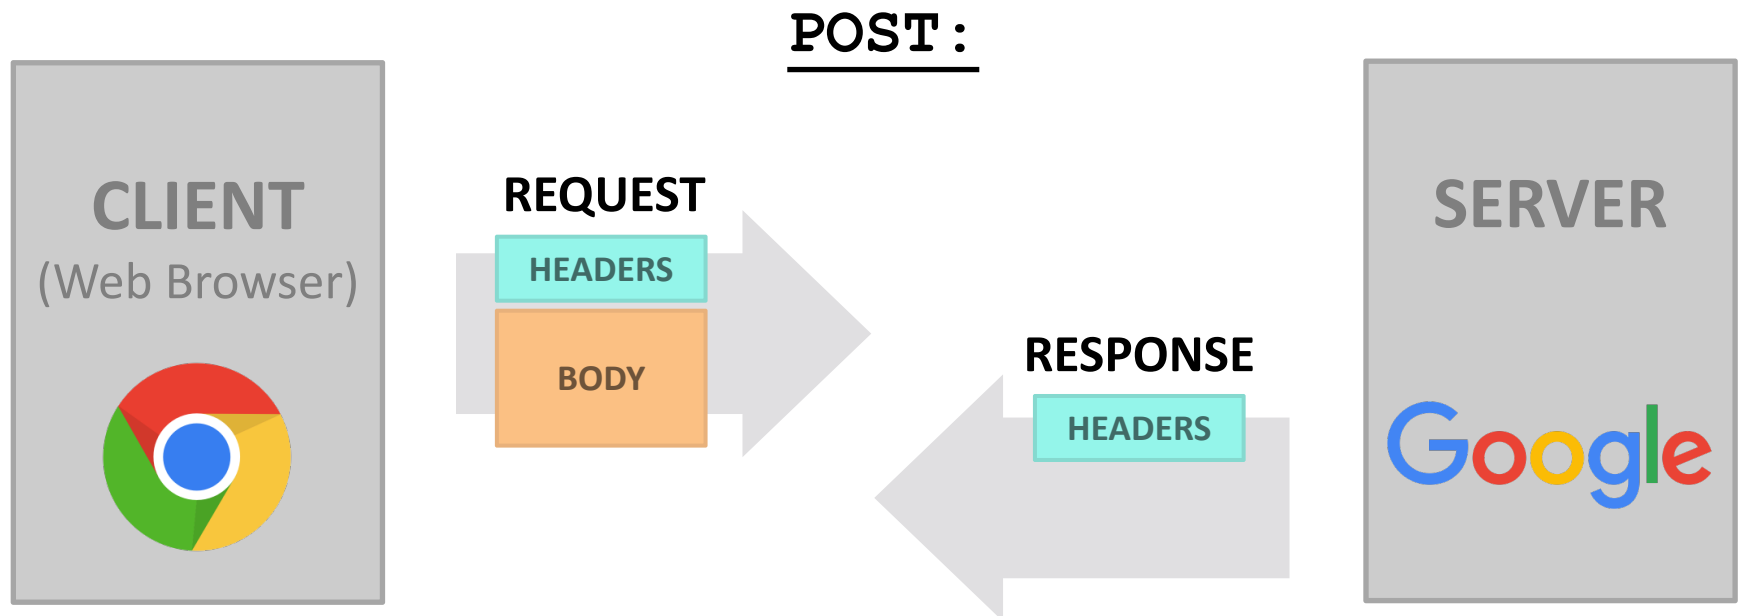 POST:
CLIENT
(Web Browser)
REQUEST
HEADERS
BODY
RESPONSE
HEADERS
SERVER
Google